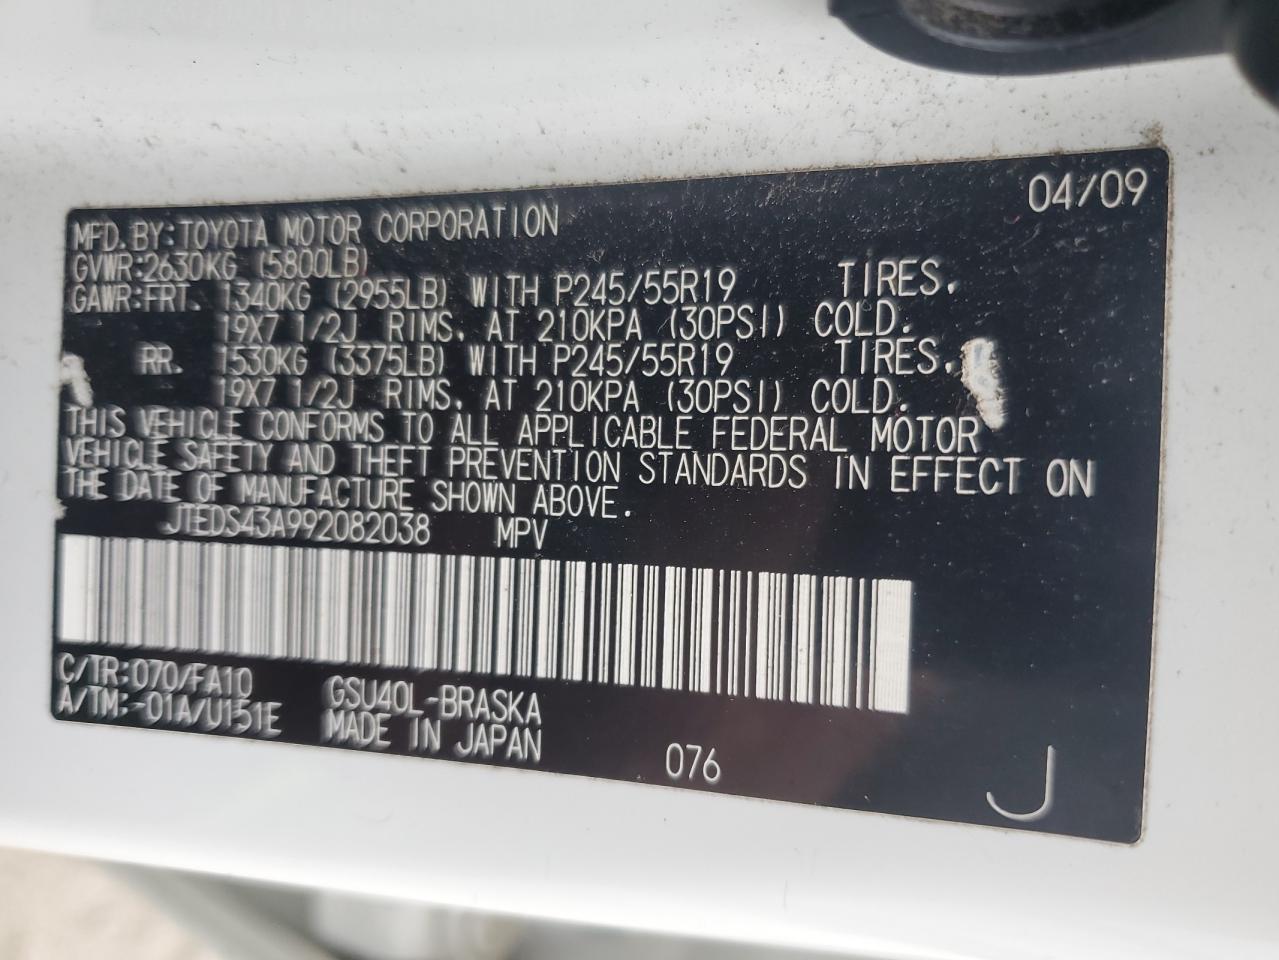 04/09
MFD.BY:TOYOTA MOTOR CORPORATION
GVWR:2630KG (5800LB)
GAWR:FRT. 1340KG (2955LB) WITH P245/55R19 TIRES.
19X7 1/2J RIMS. AT 210KPA (30PSI) COLD.
RR. 1530KG (3375LB) WITH P245/55R19 TIRES.
19X7 1/2J RIMS. AT 210KPA (30PSI) COLD.
THIS VEHICLE CONFORMS TO ALL APPLICABLE FEDERAL MOTOR
VEHICLE SAFETY AND THEFT PREVENTION STANDARDS IN EFFECT ON
THE DATE OF MANUFACTURE SHOWN ABOVE.
JTEDS43A992082038 MPV
C/TR:070/FA10 GSU40L-BRASKA
A/TM:-01A/U151E MADE IN JAPAN
076
J